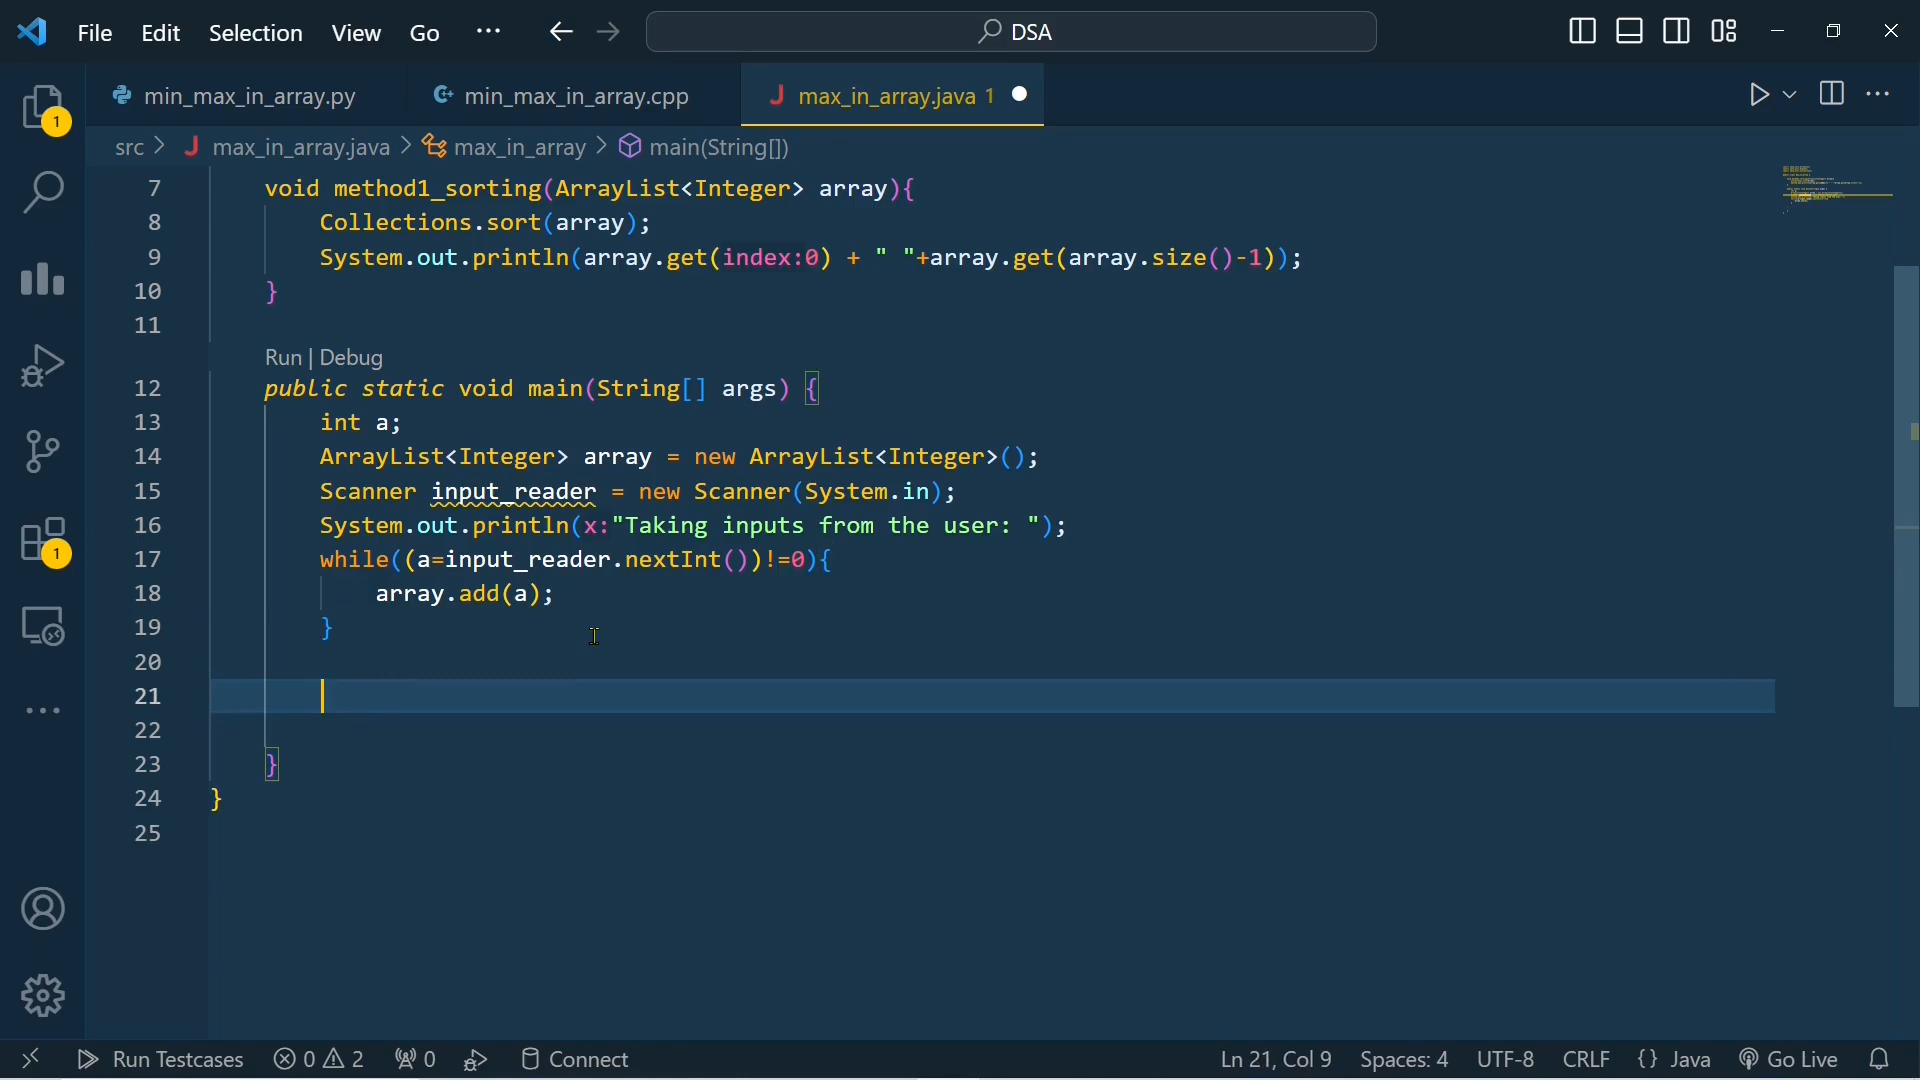 File Edit Selection View Go ··· DSA
1
min_max_in_array.py min_max_in_array.cpp max_in_array.java 1
src > max_in_array.java > max_in_array > main(String[])
7 void method1_sorting(ArrayList<Integer> array){
8 Collections.sort(array);
9 System.out.println(array.get(index:0) + " "+array.get(array.size()-1));
10 }
11
Run | Debug
12 public static void main(String[] args) {
13 int a;
14 ArrayList<Integer> array = new ArrayList<Integer>();
15 Scanner input_reader = new Scanner(System.in);
16 System.out.println(x:"Taking inputs from the user: ");
17 while((a=input_reader.nextInt())!=0){
1
18 array.add(a);
19 }
20
21
22
23 }
24 }
25
Run Testcases 0 2 0 Connect Ln 21, Col 9 Spaces: 4 UTF-8 CRLF {} Java Go Live